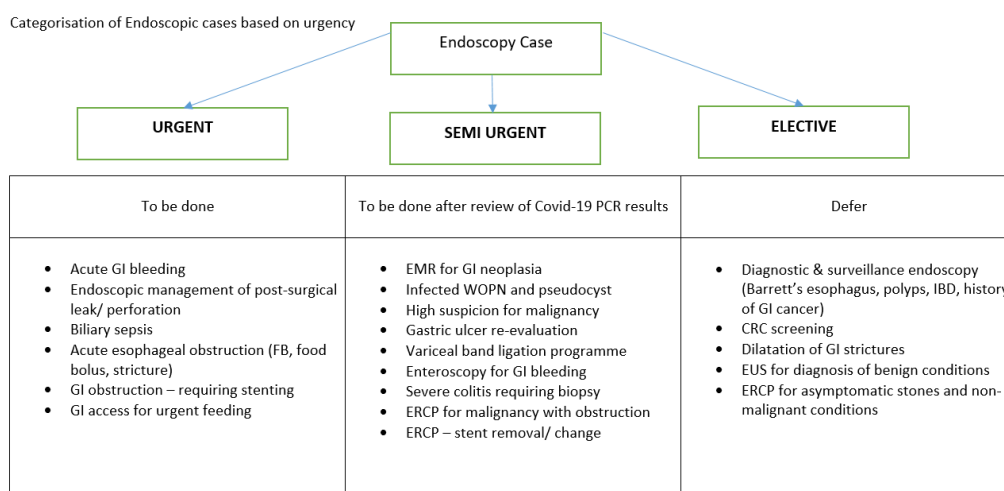 Categorisation of Endoscopic cases based on urgency
Endoscopy Case
URGENT
SEMI URGENT
ELECTIVE
To be done
To be done after review of Covid-19 PCR results
Defer
• Acute GI bleeding
• Endoscopic management of post-surgical
leak/ perforation
• Biliary sepsis
• Acute esophageal obstruction (FB, food
bolus, stricture)
• GI obstruction – requiring stenting
• GI access for urgent feeding
• EMR for GI neoplasia
• Infected WOPN and pseudocyst
• High suspicion for malignancy
• Gastric ulcer re-evaluation
• Variceal band ligation programme
• Enteroscopy for GI bleeding
• Severe colitis requiring biopsy
• ERCP for malignancy with obstruction
• ERCP – stent removal/ change
• Diagnostic & surveillance endoscopy
(Barrett's esophagus, polyps, IBD, history
of GI cancer)
• CRC screening
• Dilatation of GI strictures
• EUS for diagnosis of benign conditions
• ERCP for asymptomatic stones and non-
malignant conditions